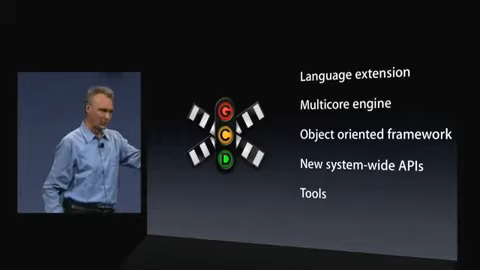 G
C
D
Language extension
Multicore engine
Object oriented framework
New system-wide APIs
Tools